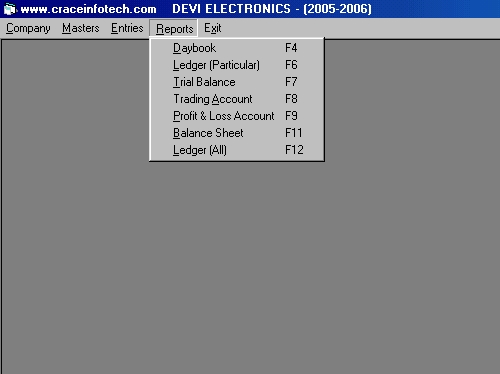 www.craceinfotech.com DEVI ELECTRONICS - (2005-2006)
Company Masters Entries Reports Exit
Daybook F4
Ledger (Particular) F6
Trial Balance F7
Trading Account F8
Profit & Loss Account F9
Balance Sheet F11
Ledger (All) F12